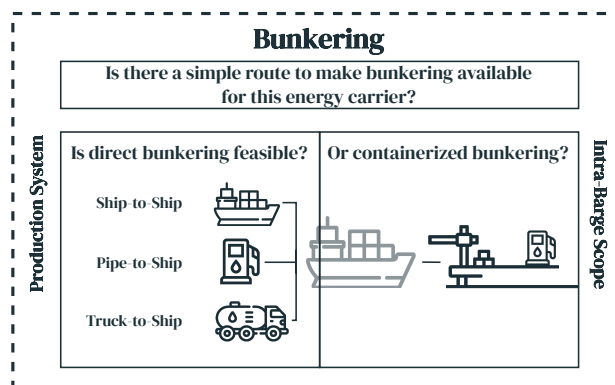 Bunkering
Is there a simple route to make bunkering available
for this energy carrier?
Production System
Is direct bunkering feasible?
Or containerized bunkering?
Intra-Barge Scope
Ship-to-Ship
Pipe-to-Ship
Truck-to-Ship